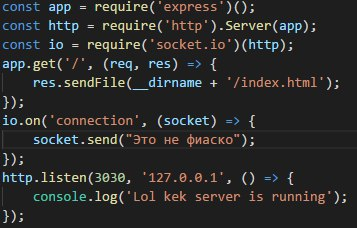 const app = require('express')();
const http = require('http').Server(app);
const io = require('socket.io')(http);
app.get('/', (req, res) => {
    res.sendFile(__dirname + '/index.html');
});
io.on('connection', (socket) => {
    socket.send("Это не фиаско");
});
http.listen(3030, '127.0.0.1', () => {
    console.log('Lol kek server is running');
});